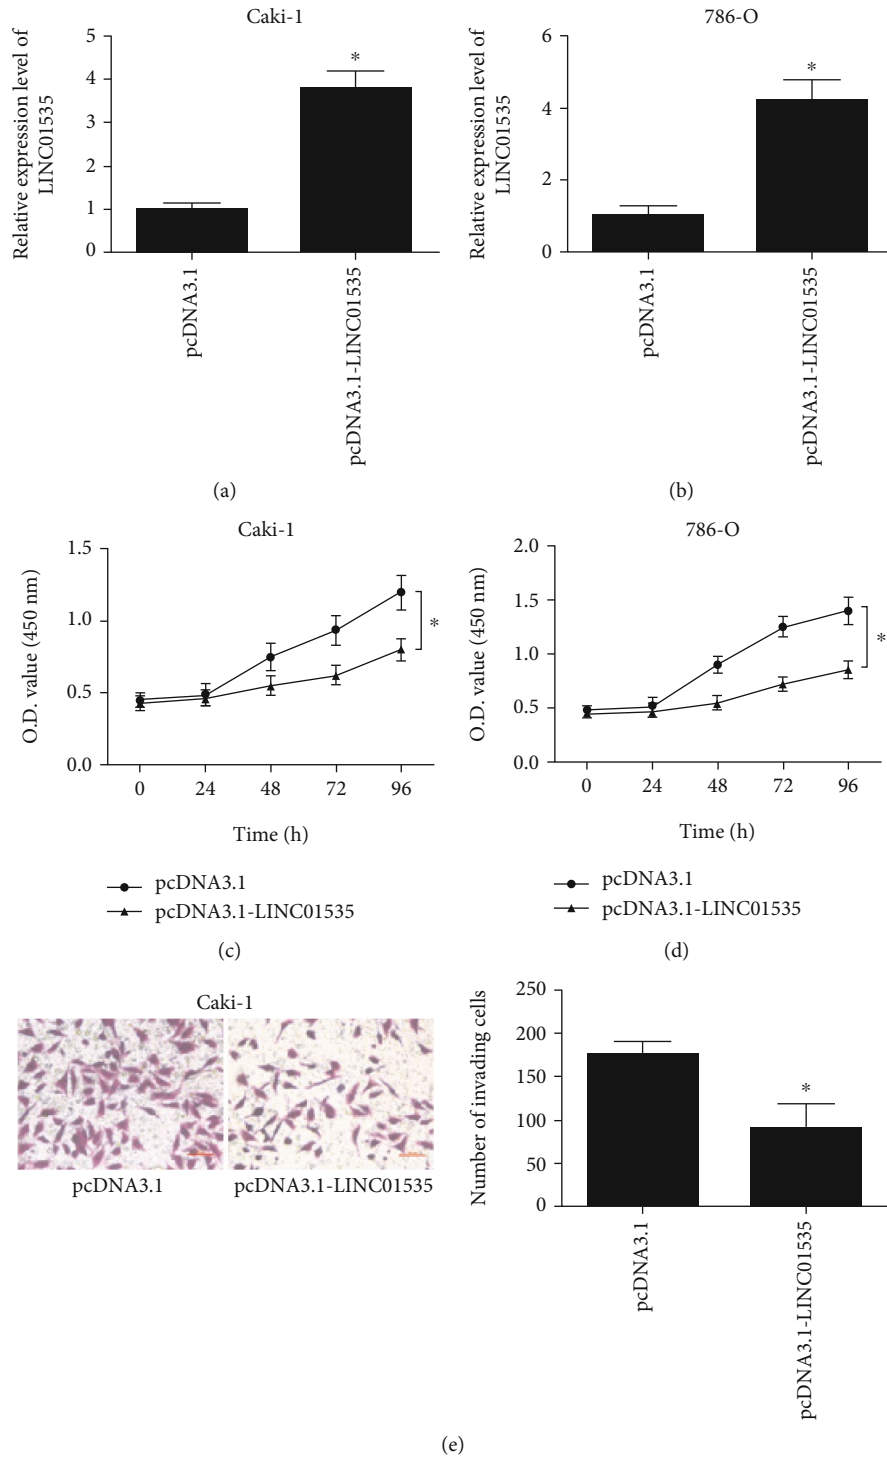 Caki-1
Relative expression level of
LINC01535
5
4
3
2
1
0
*
pcDNA3.1
pcDNA3.1-LINC01535
(a)
786-O
Relative expression level of
LINC01535
6
4
2
0
*
pcDNA3.1
pcDNA3.1-LINC01535
(b)
Caki-1
O.D. value (450 nm)
1.5
1.0
0.5
0.0
*
0 24 48 72 96
Time (h)
pcDNA3.1
pcDNA3.1-LINC01535
(c)
786-O
O.D. value (450 nm)
2.0
1.5
1.0
0.5
0.0
*
0 24 48 72 96
Time (h)
pcDNA3.1
pcDNA3.1-LINC01535
(d)
Caki-1
pcDNA3.1 pcDNA3.1-LINC01535
Number of invading cells
250
200
150
100
50
0
*
pcDNA3.1
pcDNA3.1-LINC01535
(e)